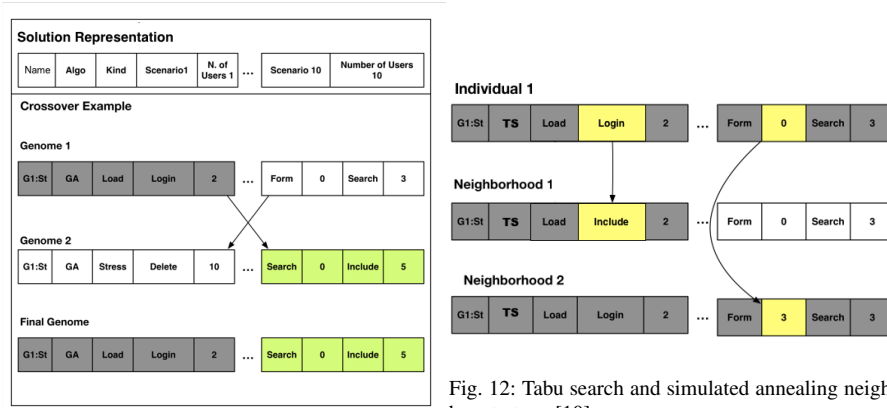 Solution Representation
Name Algo Kind Scenario1 N. of Users 1 ... Scenario 10 Number of Users 10
Crossover Example
Genome 1
G1:St GA Load Login 2 ... Form 0 Search 3
Genome 2
G1:St GA Stress Delete 10 ... Search 0 Include 5
Final Genome
G1:St GA Load Login 2 ... Search 0 Include 5
Individual 1
G1:St TS Load Login 2 ... Form 0 Search 3
Neighborhood 1
G1:St TS Load Include 2 ... Form 0 Search 3
Neighborhood 2
G1:St TS Load Login 2 ... Form 3 Search 3
Fig. 12: Tabu search and simulated annealing neigh